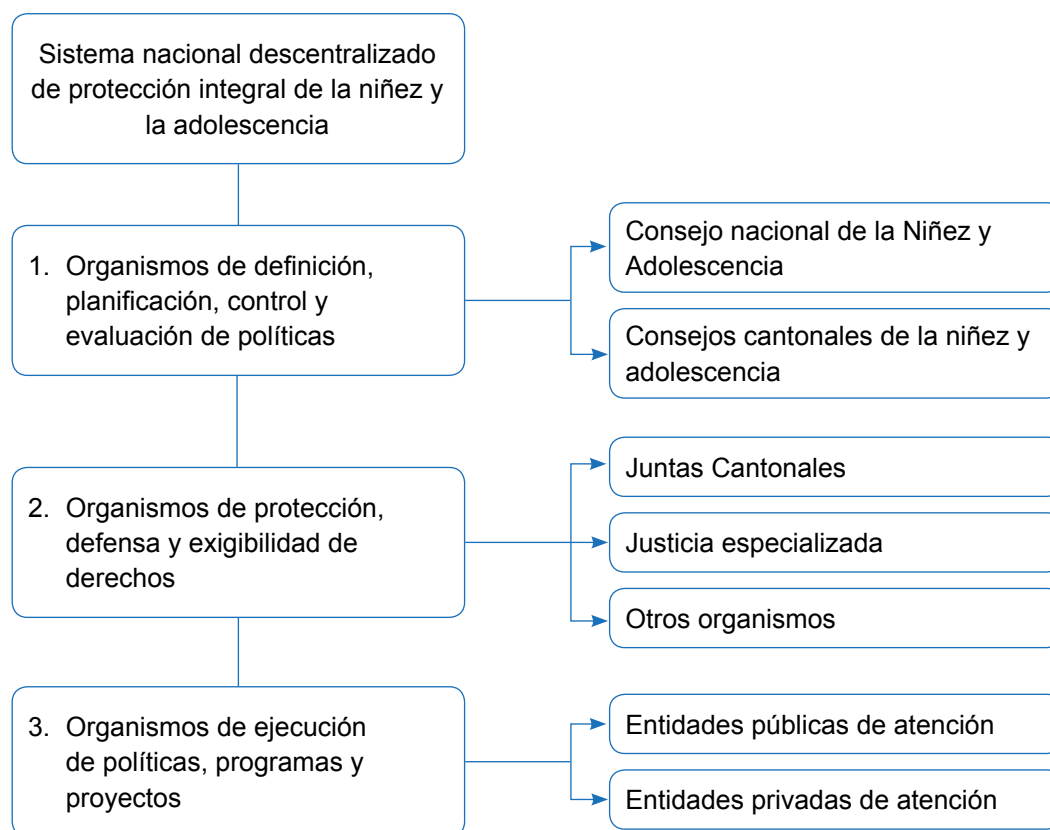 Sistema nacional descentralizado
de protección integral de la niñez y
la adolescencia
1. Organismos de definición,
planificación, control y
evaluación de políticas
Consejo nacional de la Niñez y
Adolescencia
Consejos cantonales de la niñez y
adolescencia
2. Organismos de protección,
defensa y exigibilidad de
derechos
Juntas Cantonales
Justicia especializada
Otros organismos
3. Organismos de ejecución
de políticas, programas y
proyectos
Entidades públicas de atención
Entidades privadas de atención